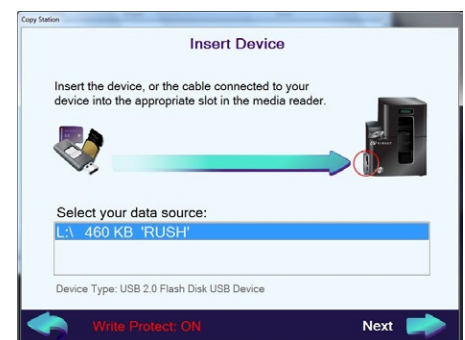 Copy Station
Insert Device
Insert the device, or the cable connected to your
device into the appropriate slot in the media reader.
Select your data source:
L:\ 460 KB 'RUSH'
Device Type: USB 2.0 Flash Disk USB Device
Write Protect: ON
Next